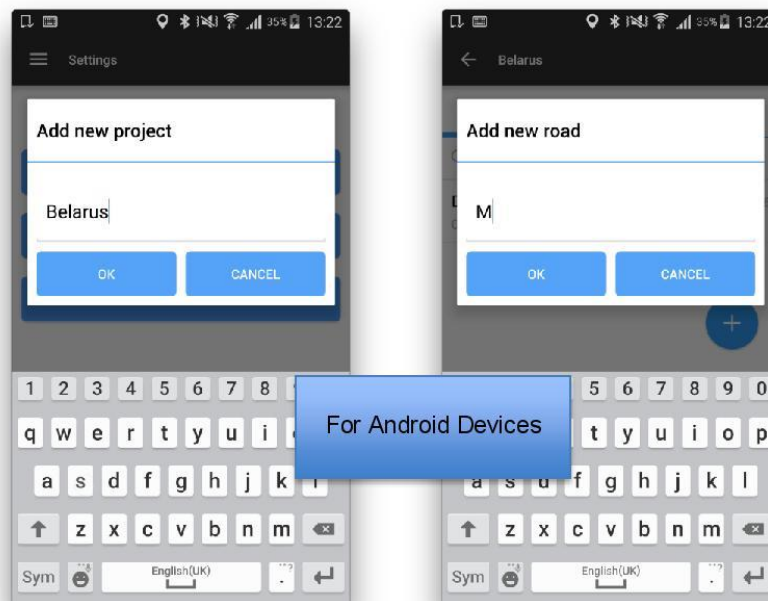 35% 13:22
Settings
Add new project
Belarus
OK CANCEL
1 2 3 4 5 6 7 8
q w e r t y u i
a s d f g h j k l
z x c v b n m
Sym English(UK) .
35% 13:22
Belarus
Add new road
M
OK CANCEL
+
5 6 7 8 9 0
t y u i o p
a s d f g h j k l
z x c v b n m
Sym English(UK) .
For Android Devices